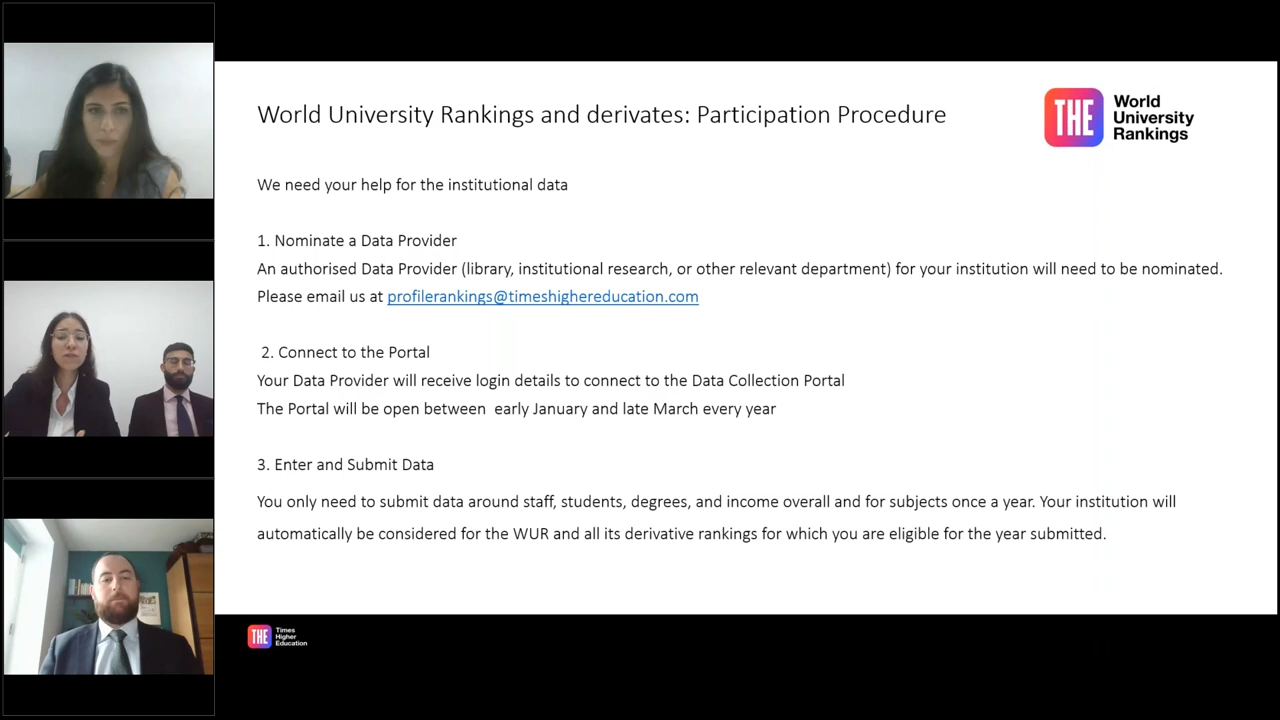 World University Rankings and derivates: Participation Procedure
THE
World
University
Rankings
We need your help for the institutional data
1. Nominate a Data Provider
An authorised Data Provider (library, institutional research, or other relevant department) for your institution will need to be nominated.
Please email us at profilerankings@timeshighereducation.com
2. Connect to the Portal
Your Data Provider will receive login details to connect to the Data Collection Portal
The Portal will be open between early January and late March every year
3. Enter and Submit Data
You only need to submit data around staff, students, degrees, and income overall and for subjects once a year. Your institution will
automatically be considered for the WUR and all its derivative rankings for which you are eligible for the year submitted.
THE
Times
Higher
Education